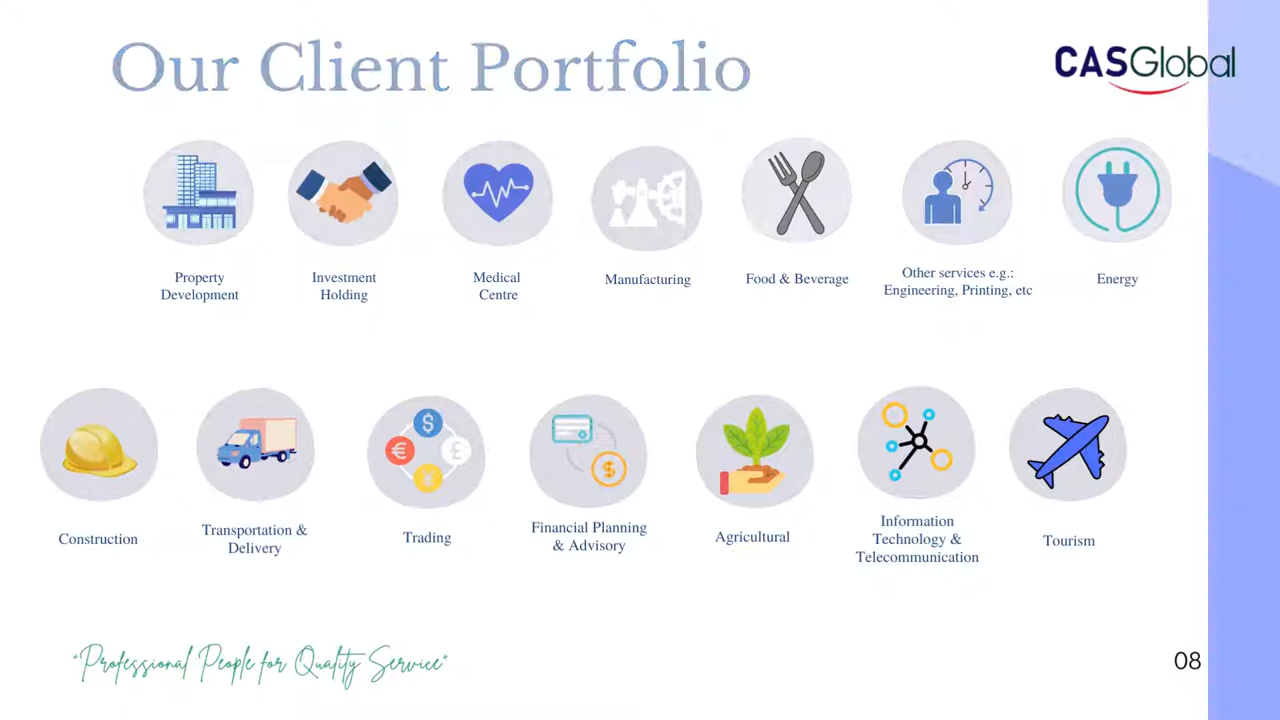 Our Client Portfolio
CASGlobal
Property
Development
Investment
Holding
Medical
Centre
Manufacturing
Food & Beverage
Other services e.g.:
Engineering, Printing, etc
Energy
Construction
Transportation &
Delivery
Trading
Financial Planning
& Advisory
Agricultural
Information
Technology &
Telecommunication
Tourism
"Professional People for Quality Service"
08